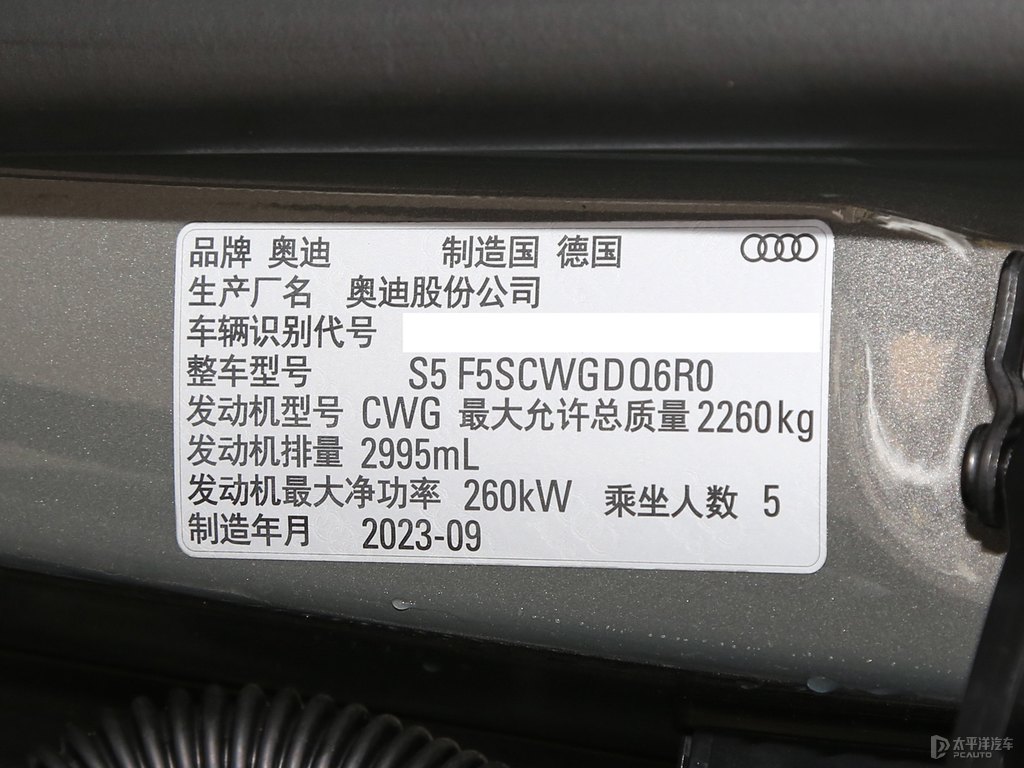 品牌 奥迪 制造国 德国
生产厂名 奥迪股份公司
车辆识别代号
整车型号 S5 F5SCWGDQ6R0
发动机型号 CWG 最大允许总质量 2260kg
发动机排量 2995mL
发动机最大净功率 260kW 乘坐人数 5
制造年月 2023-09
太平洋汽车
PCAUTO